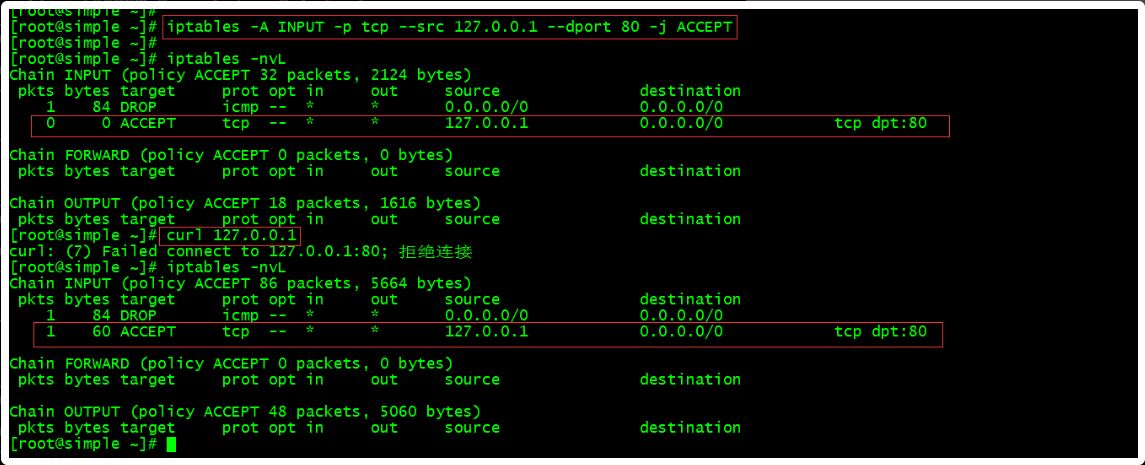 [root@simple ~]#
[root@simple ~]# iptables -A INPUT -p tcp --src 127.0.0.1 --dport 80 -j ACCEPT
[root@simple ~]#
[root@simple ~]# iptables -nvL
Chain INPUT (policy ACCEPT 32 packets, 2124 bytes)
pkts bytes target prot opt in out source destination
1 84 DROP icmp -- * * 0.0.0.0/0 0.0.0.0/0
0 0 ACCEPT tcp -- * * 127.0.0.1 0.0.0.0/0 tcp dpt:80
Chain FORWARD (policy ACCEPT 0 packets, 0 bytes)
pkts bytes target prot opt in out source destination
Chain OUTPUT (policy ACCEPT 18 packets, 1616 bytes)
pkts bytes target prot opt in out source destination
[root@simple ~]# curl 127.0.0.1
curl: (7) Failed connect to 127.0.0.1:80; 拒绝连接
[root@simple ~]# iptables -nvL
Chain INPUT (policy ACCEPT 86 packets, 5664 bytes)
pkts bytes target prot opt in out source destination
1 84 DROP icmp -- * * 0.0.0.0/0 0.0.0.0/0
1 60 ACCEPT tcp -- * * 127.0.0.1 0.0.0.0/0 tcp dpt:80
Chain FORWARD (policy ACCEPT 0 packets, 0 bytes)
pkts bytes target prot opt in out source destination
Chain OUTPUT (policy ACCEPT 48 packets, 5060 bytes)
pkts bytes target prot opt in out source destination
[root@simple ~]#